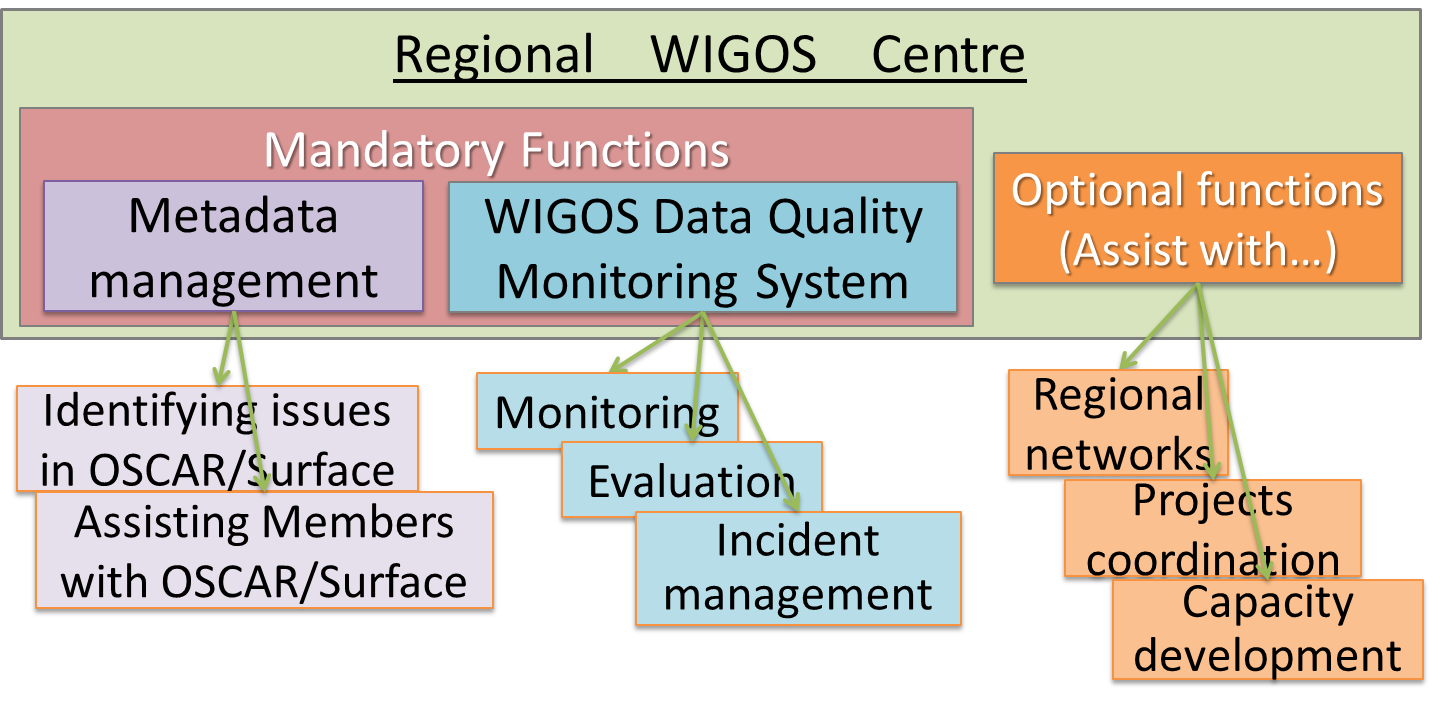 Regional WIGOS Centre
Mandatory Functions
Metadata
management
WIGOS Data Quality
Monitoring System
Optional functions
(Assist with...)
Identifying issues
in OSCAR/Surface
Assisting Members
with OSCAR/Surface
Monitoring
Evaluation
Incident
management
Regional
networks
Projects
coordination
Capacity
development